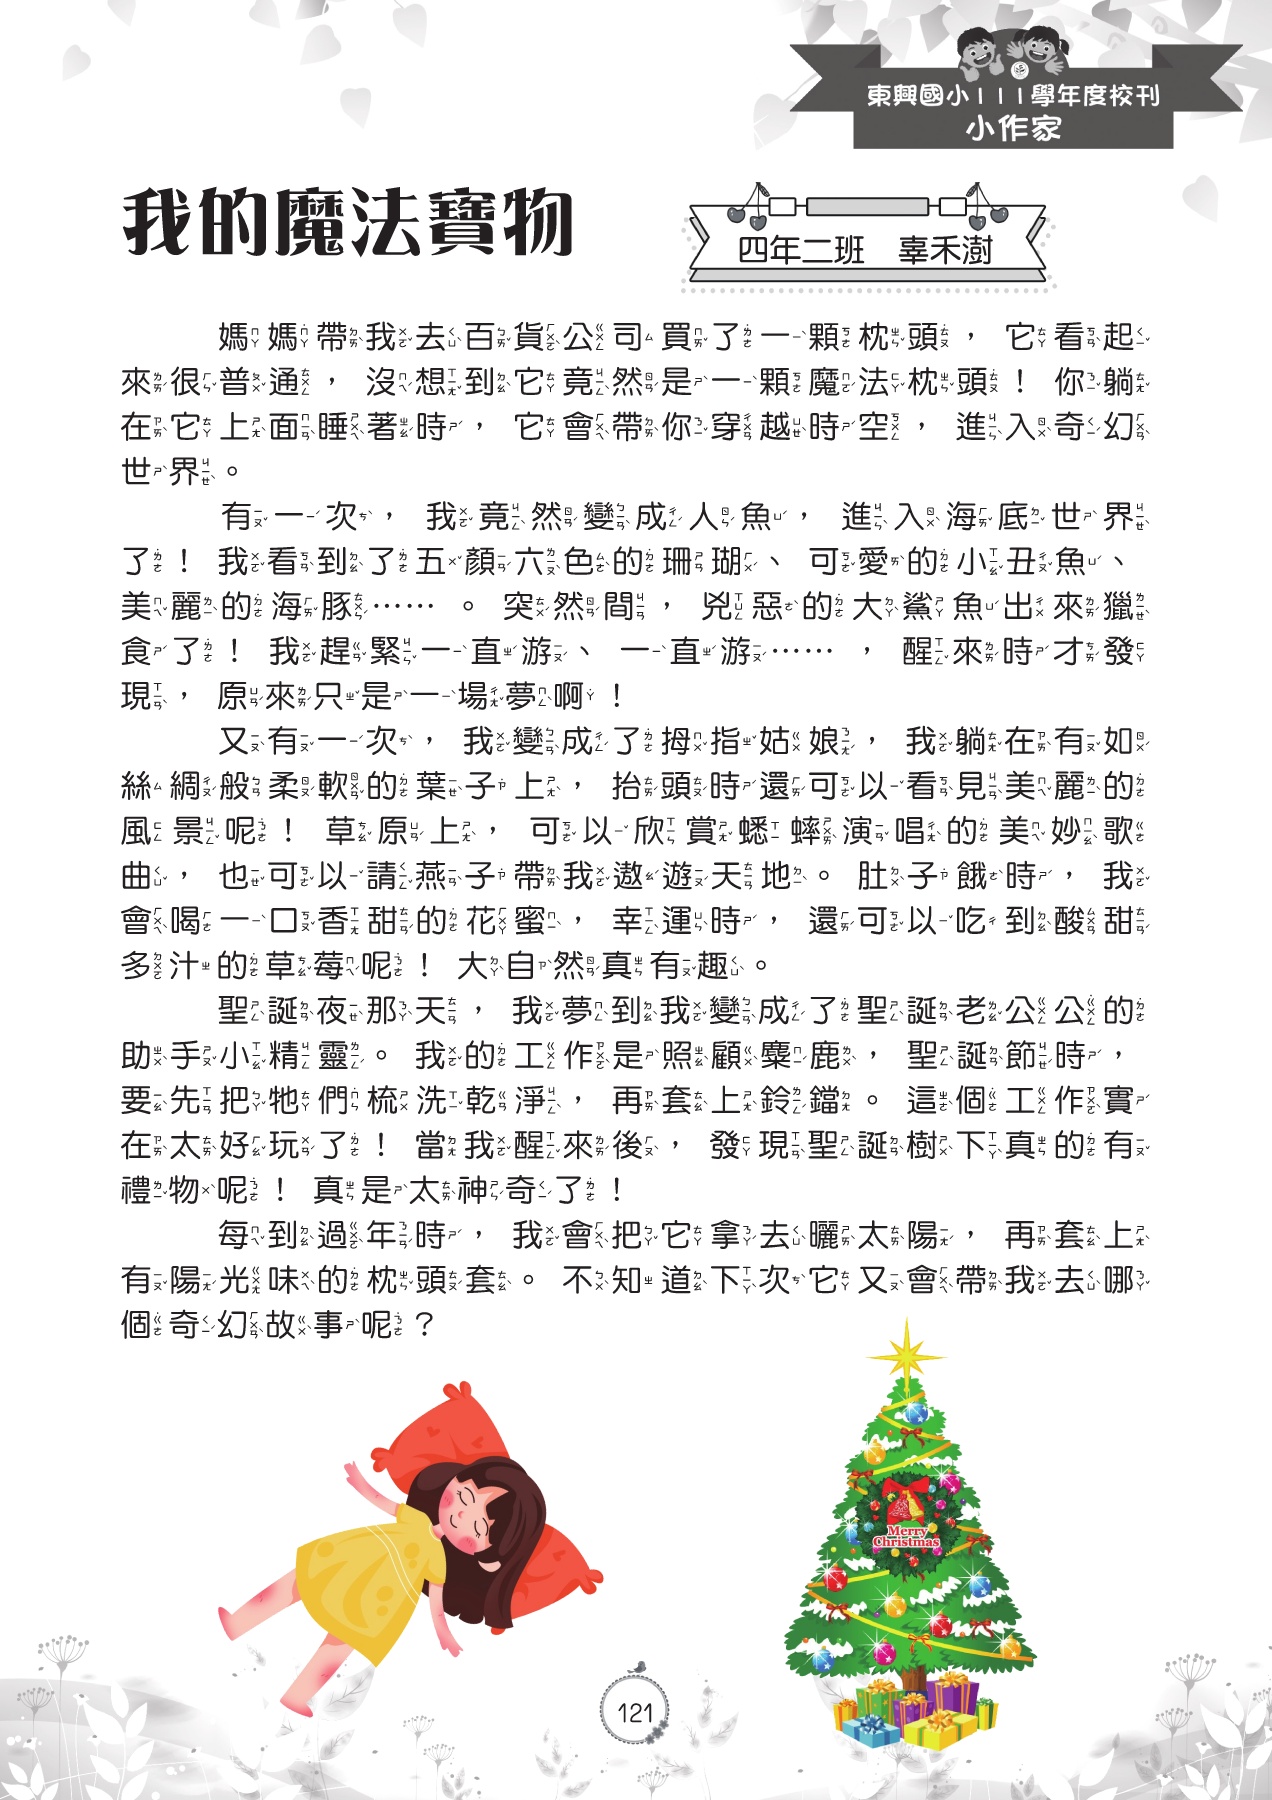 東興國小111學年度校刊
小作家
我的魔法寶物
四年二班　辜禾澍
媽媽帶我去百貨公司買了一顆枕頭，它看起
來很普通，沒想到它竟然是一顆魔法枕頭！你躺
在它上面睡著時，它會帶你穿越時空，進入奇幻
世界。
有一次，我竟然變成人魚，進入海底世界
了！我看到了五顏六色的珊瑚、可愛的小丑魚、
美麗的海豚……。突然間，兇惡的大鯊魚出來獵
食了！我趕緊一直游、一直游……，醒來時才發
現，原來只是一場夢啊！
又有一次，我變成了拇指姑娘，我躺在有如
絲綢般柔軟的葉子上，抬頭時還可以看見美麗的
風景呢！草原上，可以欣賞蟋蟀演唱的美妙歌
曲，也可以請燕子帶我遨遊天地。肚子餓時，我
會喝一口香甜的花蜜，幸運時，還可以吃到酸甜
多汁的草莓呢！大自然真有趣。
聖誕夜那天，我夢到我變成了聖誕老公公的
助手小精靈。我的工作是照顧麋鹿，聖誕節時，
要先把牠們梳洗乾淨，再套上鈴鐺。這個工作實
在太好玩了！當我醒來後，發現聖誕樹下真的有
禮物呢！真是太神奇了！
每到過年時，我會把它拿去曬太陽，再套上
有陽光味的枕頭套。不知道下次它又會帶我去哪
個奇幻故事呢？
Merry
Christmas
121